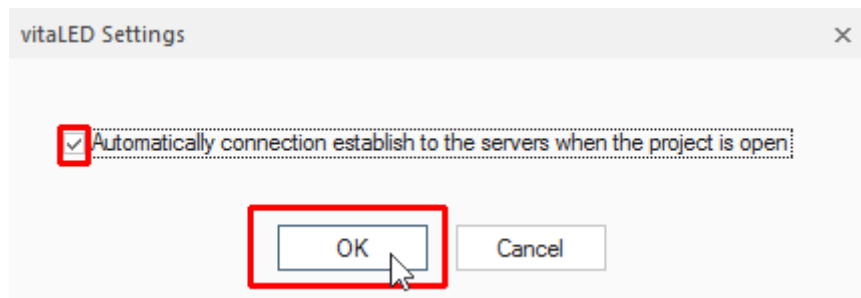 vitaLED Settings
Automatically connection establish to the servers when the project is open
OK
Cancel